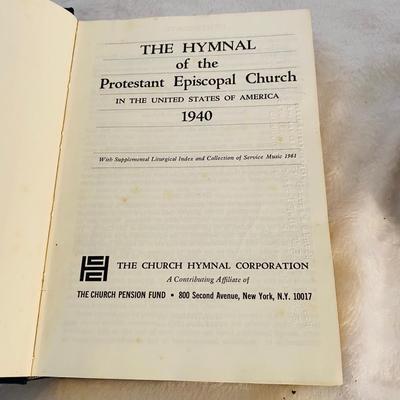 THE HYMNAL
of the
Protestant Episcopal Church
IN THE UNITED STATES OF AMERICA
1940
With Supplemental Liturgical Index and Collection of Service Music 1961
THE CHURCH HYMNAL CORPORATION
A Contributing Affiliate of
THE CHURCH PENSION FUND • 800 Second Avenue, New York, N.Y. 10017